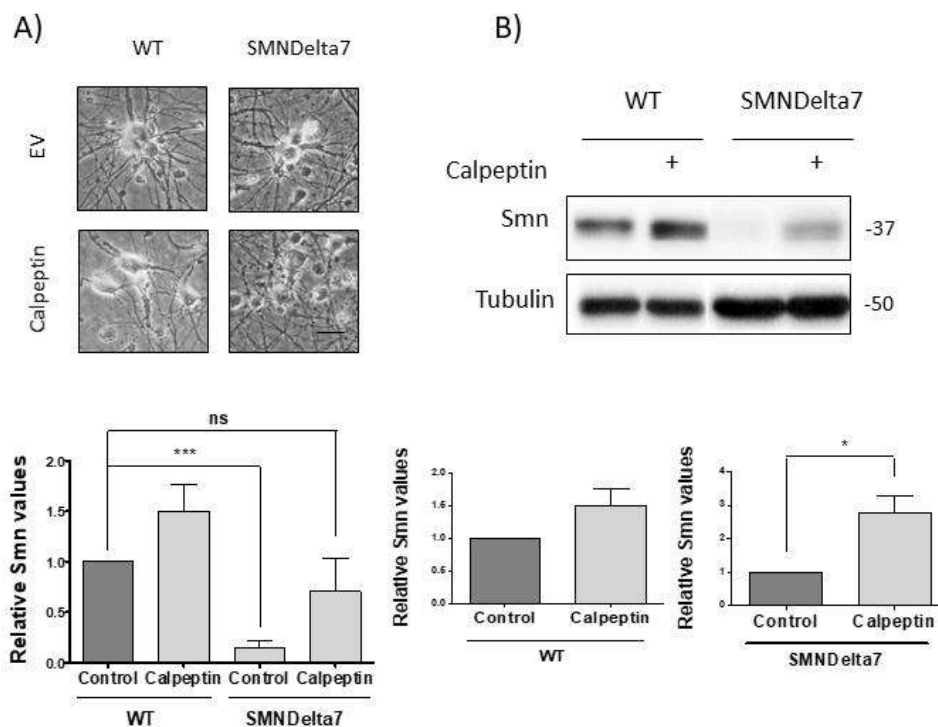 A)
WT SMNDelta7
EV
Calpeptin
B)
WT SMNDelta7
Calpeptin + +
Smn -37
Tubulin -50
ns
***
2.0
1.5
1.0
0.5
0.0
Relative Smn values
Control Calpeptin Control Calpeptin
WT SMNDelta7
2.0
1.5
1.0
0.5
0.0
Relative Smn values
Control Calpeptin
WT
*
4
3
2
1
0
Relative Smn values
Control Calpeptin
SMNDelta7